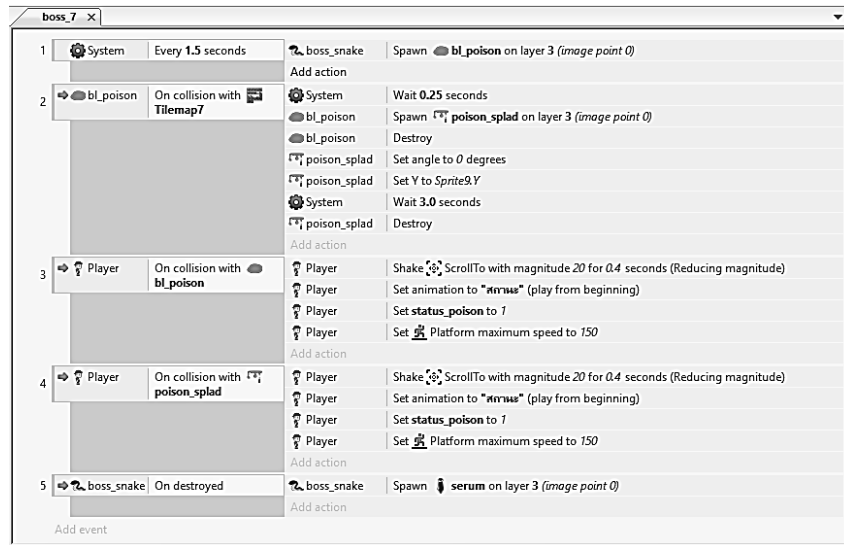 boss_7 ×
1 System Every 1.5 seconds boss_snake Spawn bl_poison on layer 3 (image point 0)
Add action
2 bl_poison On collision with Tilemap7 System Wait 0.25 seconds
bl_poison Spawn poison_splad on layer 3 (image point 0)
bl_poison Destroy
poison_splad Set angle to 0 degrees
poison_splad Set Y to Sprite9.Y
System Wait 3.0 seconds
poison_splad Destroy
Add action
3 Player On collision with bl_poison Player Shake ScrollTo with magnitude 20 for 0.4 seconds (Reducing magnitude)
Player Set animation to "สถานะ" (play from beginning)
Player Set status_poison to 1
Player Set Platform maximum speed to 150
Add action
4 Player On collision with poison_splad Player Shake ScrollTo with magnitude 20 for 0.4 seconds (Reducing magnitude)
Player Set animation to "สถานะ" (play from beginning)
Player Set status_poison to 1
Player Set Platform maximum speed to 150
Add action
5 boss_snake On destroyed boss_snake Spawn serum on layer 3 (image point 0)
Add action
Add event